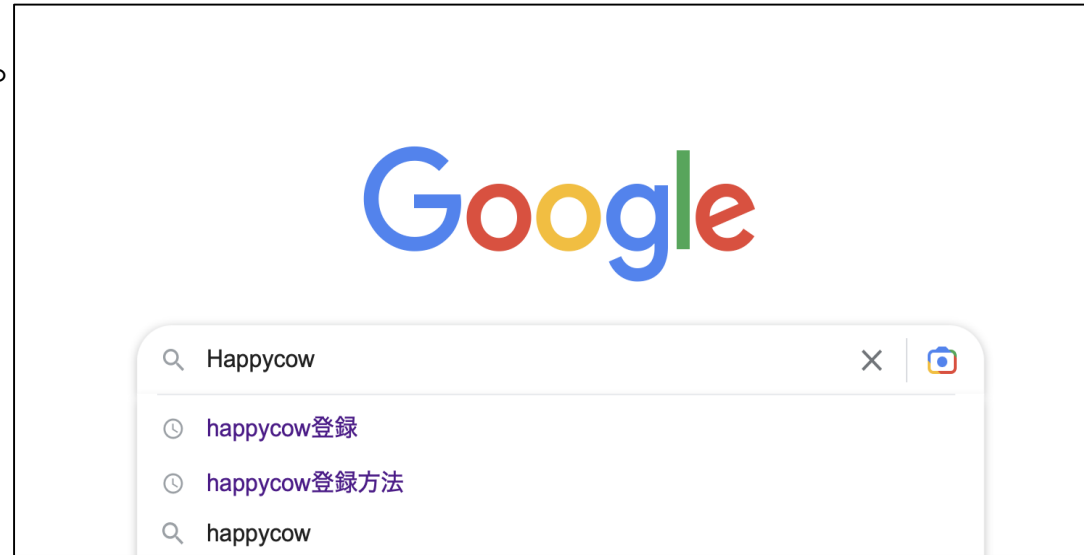 。
Google
Happycow
happycow登録
happycow登録方法
happycow